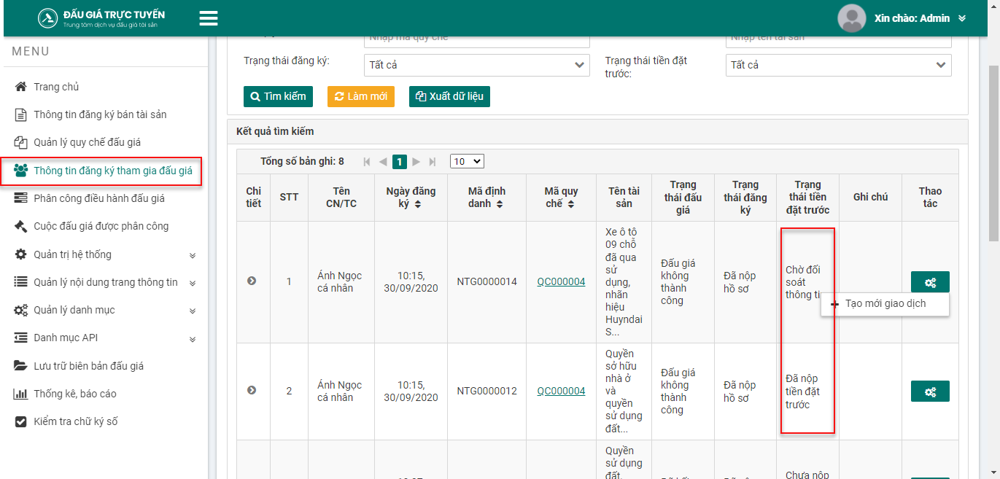 ĐẤU GIÁ TRỰC TUYẾN
Trung tâm dịch vụ đấu giá tài sản
Xin chào: Admin
MENU
Trang chủ
Thông tin đăng ký bán tài sản
Quản lý quy chế đấu giá
Thông tin đăng ký tham gia đấu giá
Phân công điều hành đấu giá
Cuộc đấu giá được phân công
Quản trị hệ thống
Quản lý nội dung trang thông tin
Quản lý danh mục
Danh mục API
Lưu trữ biên bản đấu giá
Thống kê, báo cáo
Kiểm tra chữ ký số
Nhập mã quy chế
Nhập tên tài sản
Trạng thái đăng ký:
Tất cả
Trạng thái tiền đặt
trước:
Tất cả
Tìm kiếm
Làm mới
Xuất dữ liệu
Kết quả tìm kiếm
Tổng số bản ghi: 8
1
10
Chi
tiết
STT
Tên
CN/TC
Ngày đăng
ký
Mã định
danh
Mã quy
chế
Tên tài
sản
Trạng
thái đấu
giá
Trạng
thái đăng
ký
Trạng
thái tiền
đặt trước
Ghi chú
Thao
tác
1
Ánh Ngọc
cá nhân
10:15,
30/09/2020
NTG0000014
QC000004
Xe ô tô
09 chỗ
đã qua
sử
dụng,
nhãn
hiệu
Huyndai
S...
Đấu giá
không
thành
công
Đã nộp
hồ sơ
Chờ đối
soát
thông ti
Tạo mới giao dịch
2
Ánh Ngọc
cá nhân
10:15,
30/09/2020
NTG0000012
QC000004
Quyền
sở hữu
nhà ở
và
quyền
sử dụng
đất...
Đấu giá
không
thành
công
Đã nộp
hồ sơ
Đã nộp
tiền đặt
trước
Quyền
sử dụng
đất,
Chưa nộp